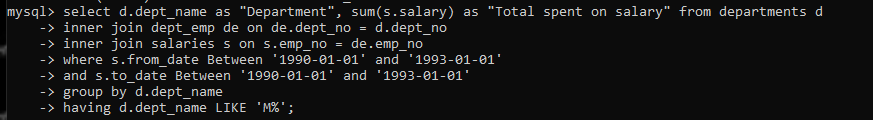 mysql> select d.dept_name as "Department", sum(s.salary) as "Total spent on salary" from departments d
-> inner join dept_emp de on de.dept_no = d.dept_no
-> inner join salaries s on s.emp_no = de.emp_no
-> where s.from_date Between '1990-01-01' and '1993-01-01'
-> and s.to_date Between '1990-01-01' and '1993-01-01'
-> group by d.dept_name
-> having d.dept_name LIKE 'M%';